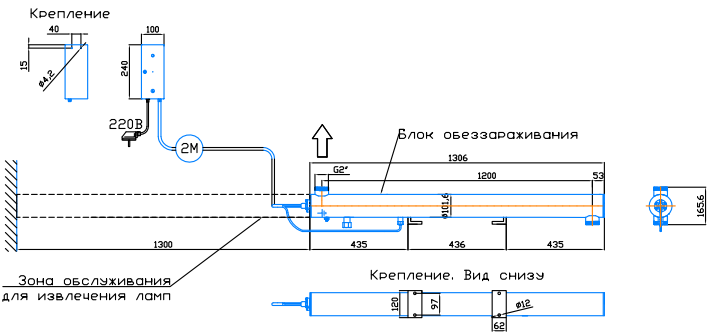 Крепление
40
100
15
ø4,2
240
220В
2М
Блок обеззараживания
1306
G2"
1200
53
ø101,6
165,6
1300
435
436
435
Зона обслуживания
для извлечения ламп
Крепление. Вид снизу
120
97
ø12
62